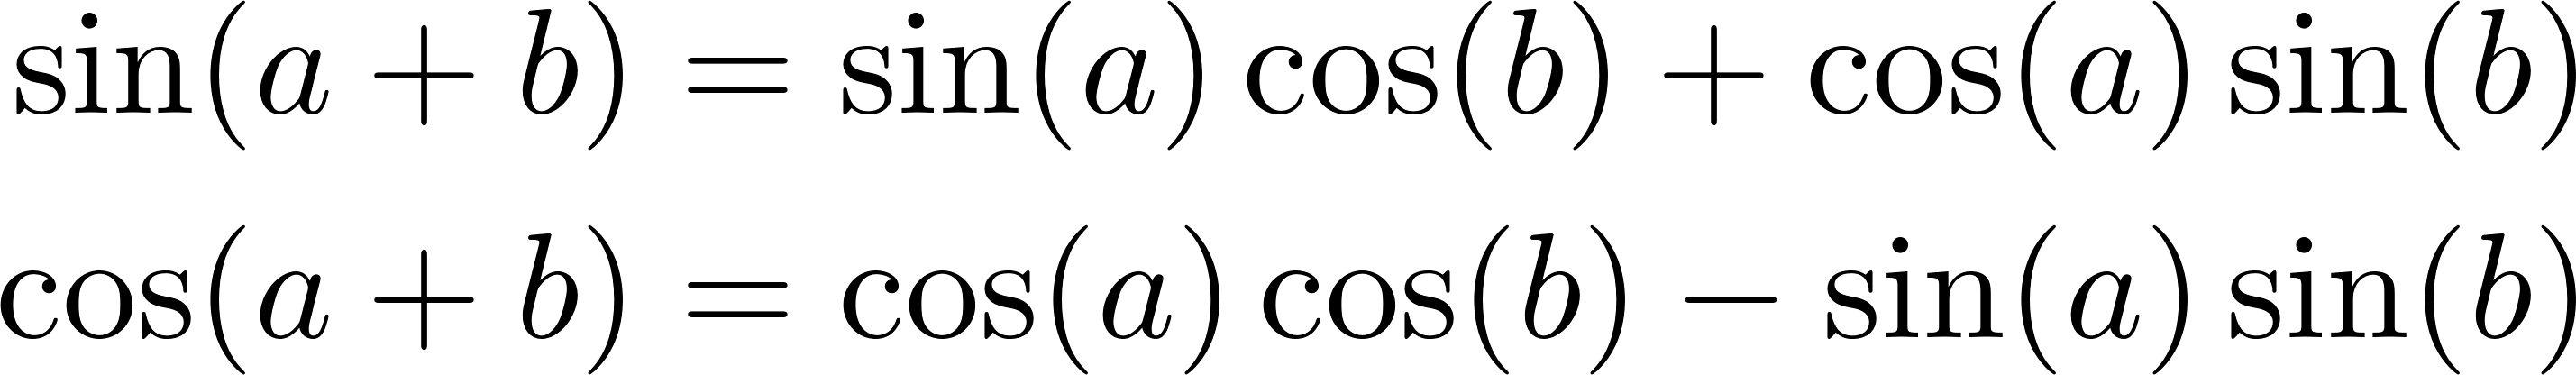 sin(a + b) = sin(a) cos(b) + cos(a) sin(b)
cos(a + b) = cos(a) cos(b) − sin(a) sin(b)